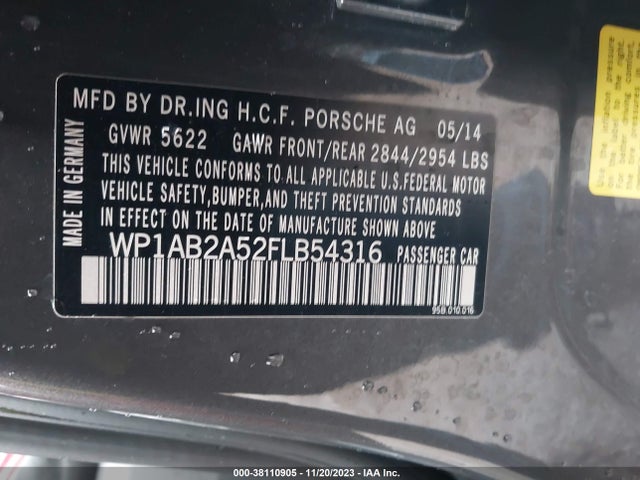 MFD BY DR.ING H.C.F. PORSCHE AG 05/14
GVWR 5622 GAWR FRONT/REAR 2844/2954 LBS
THIS VEHICLE CONFORMS TO ALL APPLICABLE U.S.FEDERAL MOTOR
VEHICLE SAFETY,BUMPER,AND THEFT PREVENTION STANDARDS
IN EFFECT ON THE DATE OF MANUFACTURE SHOWN ABOVE
WP1AB2A52FLB54316 PASSENGER CAR
95B.010.016
MADE IN GERMANY
000-38110905 - 11/20/2023 - IAA Inc.